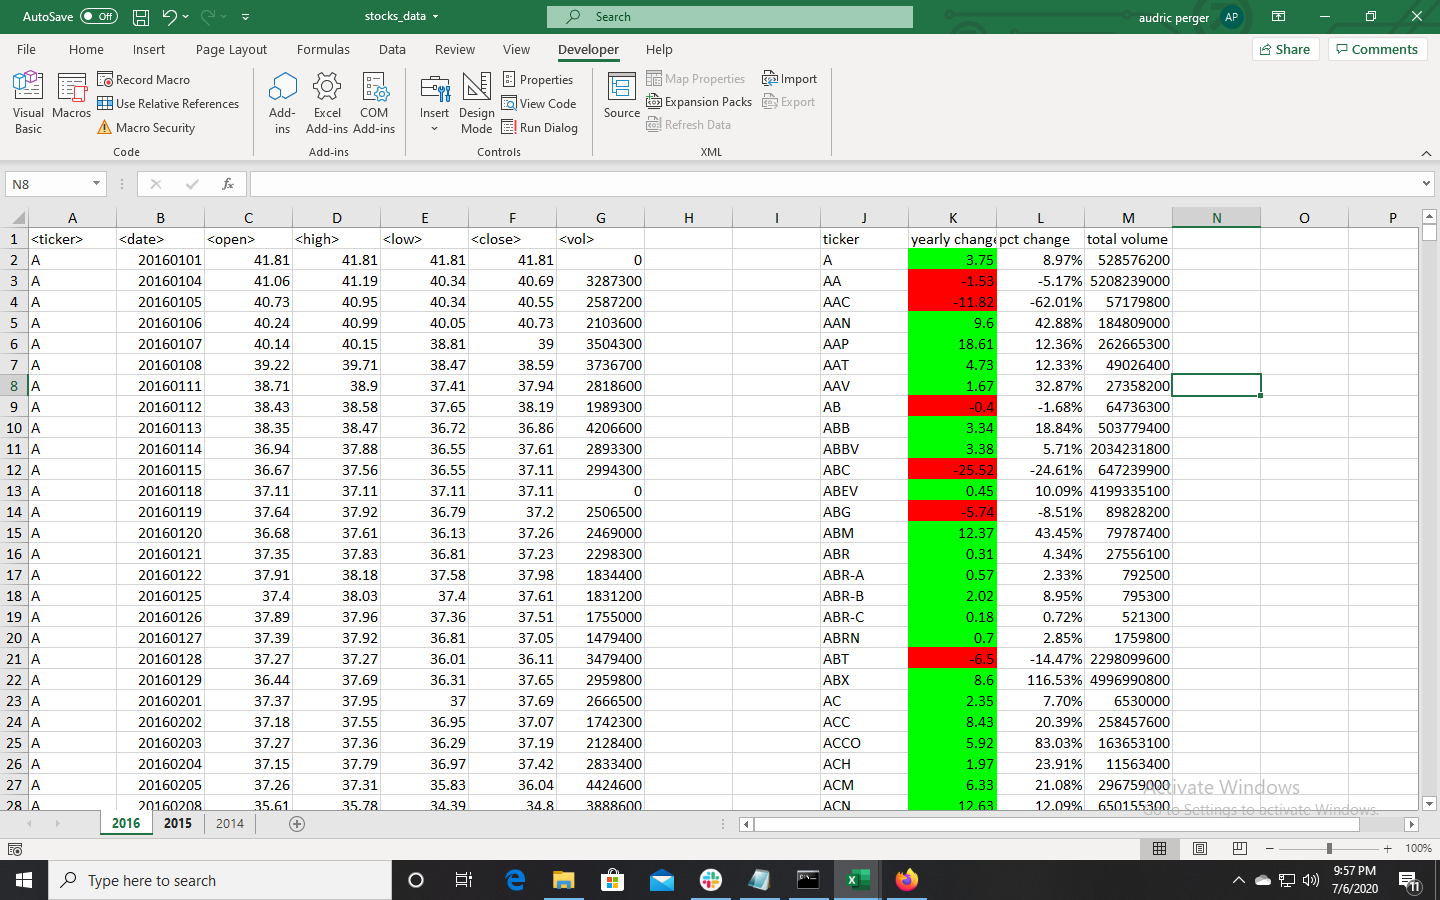 AutoSave Off stocks_data Search audric perger AP
File Home Insert Page Layout Formulas Data Review View Developer Help Share Comments
Visual Basic Macros Record Macro Use Relative References Macro Security Code
Add-ins Excel Add-ins COM Add-ins Add-ins
Insert Design Mode Properties View Code Run Dialog Controls
Source Map Properties Expansion Packs Refresh Data Import Export XML
N8 fx
A B C D E F G H I J K L M N O P
1 <ticker> <date> <open> <high> <low> <close> <vol> ticker yearly chang pct change total volume
2 A 20160101 41.81 41.81 41.81 41.81 0 A 3.75 8.97% 528576200
3 A 20160104 41.06 41.19 40.34 40.69 3287300 AA -1.53 -5.17% 5208239000
4 A 20160105 40.73 40.95 40.34 40.55 2587200 AAC -11.82 -62.01% 57179800
5 A 20160106 40.24 40.99 40.05 40.73 2103600 AAN 9.6 42.88% 184809000
6 A 20160107 40.14 40.15 38.81 39 3504300 AAP 18.61 12.36% 262665300
7 A 20160108 39.22 39.71 38.47 38.59 3736700 AAT 4.73 12.33% 49026400
8 A 20160111 38.71 38.9 37.41 37.94 2818600 AAV 1.67 32.87% 27358200
9 A 20160112 38.43 38.58 37.65 38.19 1989300 AB -0.4 -1.68% 64736300
10 A 20160113 38.35 38.47 36.72 36.86 4206600 ABB 3.34 18.84% 503779400
11 A 20160114 36.94 37.88 36.55 37.61 2893300 ABBV 3.38 5.71% 2034231800
12 A 20160115 36.67 37.56 36.55 37.11 2994300 ABC -25.52 -24.61% 647239900
13 A 20160118 37.11 37.11 37.11 37.11 0 ABEV 0.45 10.09% 4199335100
14 A 20160119 37.64 37.92 36.79 37.2 2506500 ABG -5.74 -8.51% 89828200
15 A 20160120 36.68 37.61 36.13 37.26 2469000 ABM 12.37 43.45% 79787400
16 A 20160121 37.35 37.83 36.81 37.23 2298300 ABR 0.31 4.34% 27556100
17 A 20160122 37.91 38.18 37.58 37.98 1834400 ABR-A 0.57 2.33% 792500
18 A 20160125 37.4 38.03 37.4 37.61 1831200 ABR-B 2.02 8.95% 795300
19 A 20160126 37.89 37.96 37.36 37.51 1755000 ABR-C 0.18 0.72% 521300
20 A 20160127 37.39 37.92 36.81 37.05 1479400 ABRN 0.7 2.85% 1759800
21 A 20160128 37.27 37.27 36.01 36.11 3479400 ABT -6.5 -14.47% 2298099600
22 A 20160129 36.44 37.69 36.31 37.65 2959800 ABX 8.6 116.53% 4996990800
23 A 20160201 37.37 37.95 37 37.69 2666500 AC 2.35 7.70% 6530000
24 A 20160202 37.18 37.55 36.95 37.07 1742300 ACC 8.43 20.39% 258457600
25 A 20160203 37.27 37.36 36.29 37.19 2128400 ACCO 5.92 83.03% 163653100
26 A 20160204 37.15 37.79 36.97 37.42 2833400 ACH 1.97 23.91% 11563400
27 A 20160205 37.26 37.31 35.83 36.04 4424600 ACM 6.33 21.08% 296759000
28 A 20160208 35.61 35.78 34.39 34.8 3888600 ACN 12.63 12.09% 650155300
Activate Windows
Go to Settings to activate Windows.
2016 2015 2014
100%
Type here to search 9:57 PM
7/6/2020 11